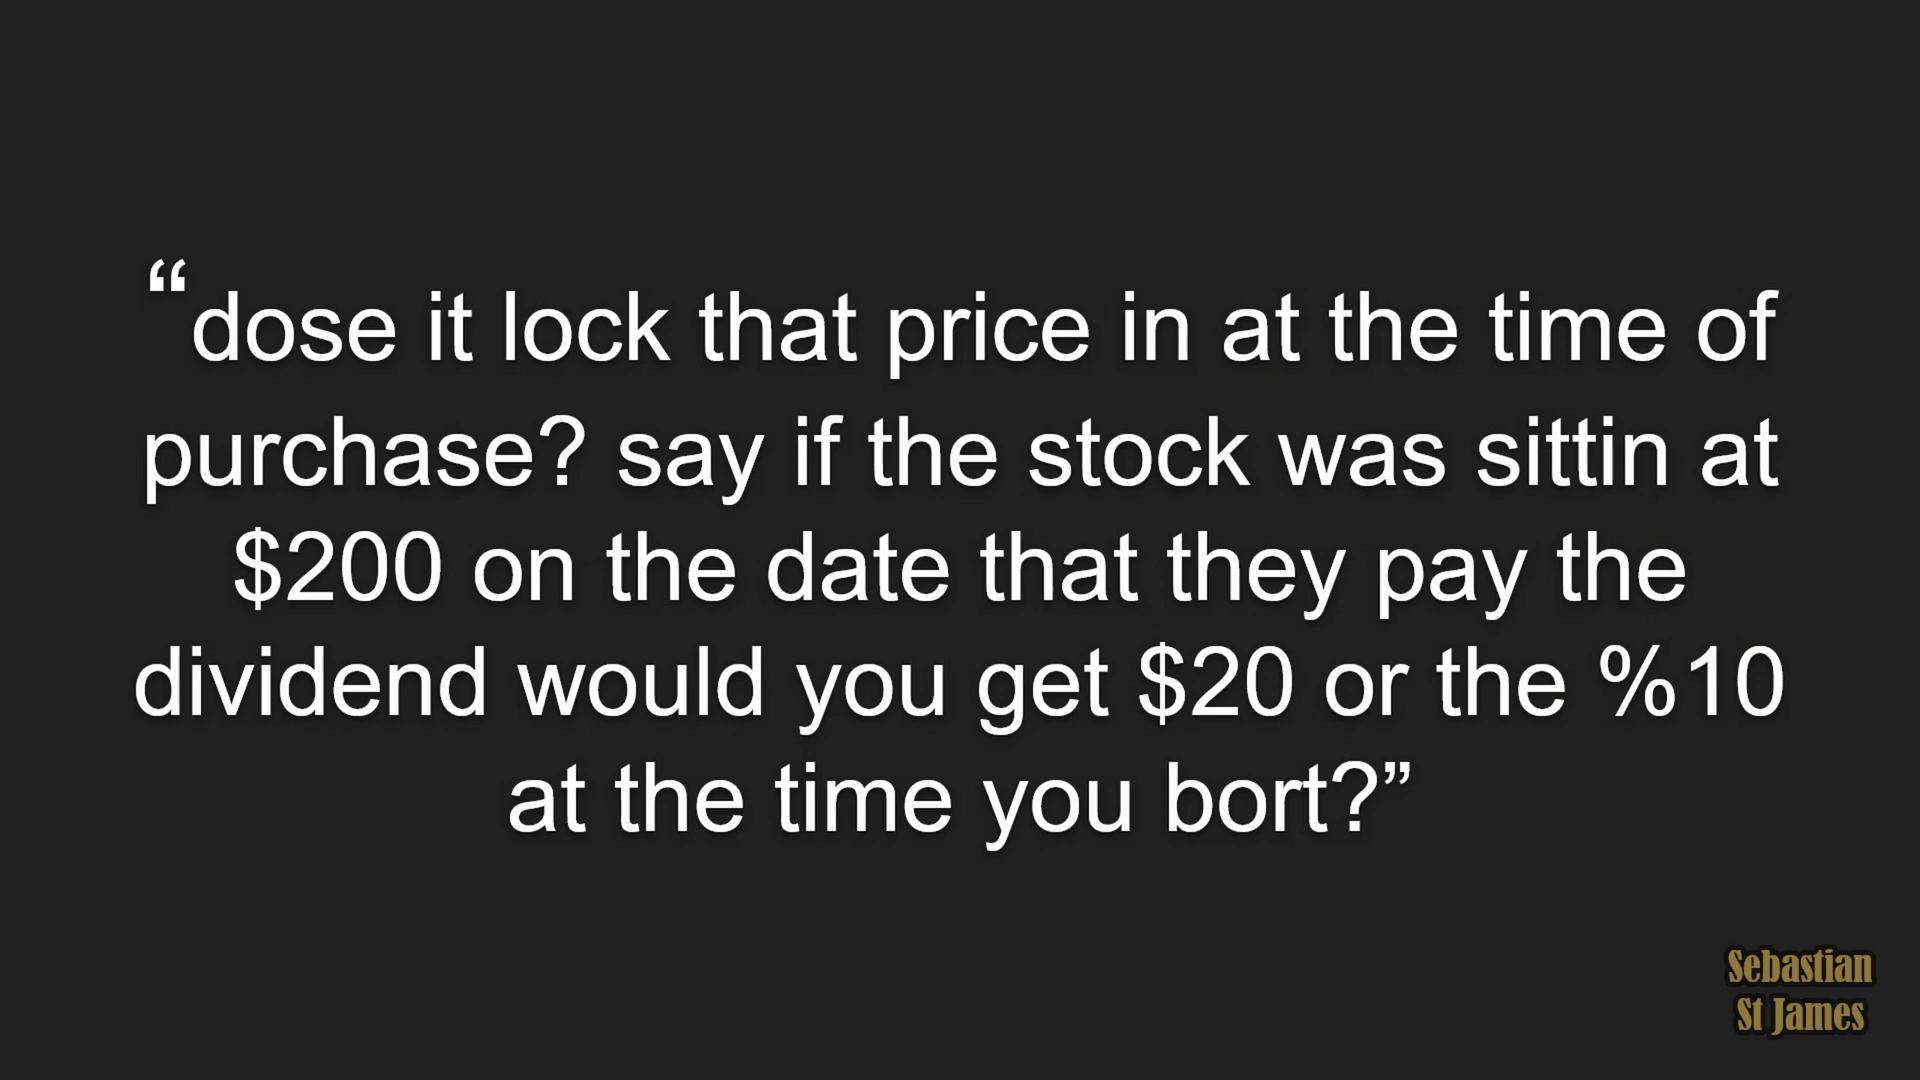 “dose it lock that price in at the time of
purchase? say if the stock was sittin at
$200 on the date that they pay the
dividend would you get $20 or the %10
at the time you bort?”
Sebastian
St James